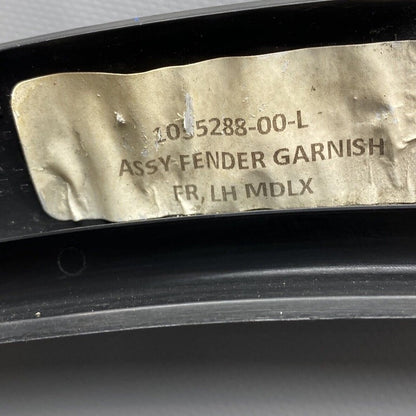 1035288-00-L
ASSY-FENDER GARNISH
FR, LH MDLX